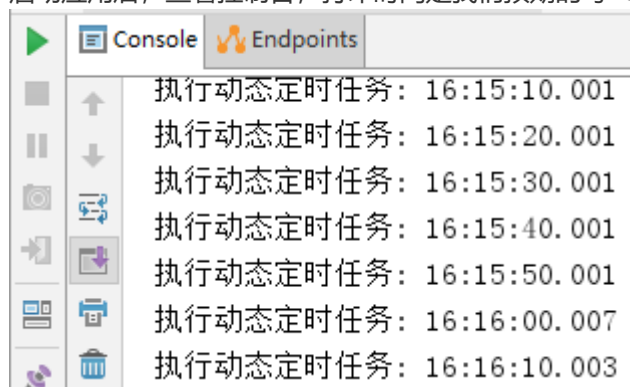 Console Endpoints
执行动态定时任务: 16:15:10.001
执行动态定时任务: 16:15:20.001
执行动态定时任务: 16:15:30.001
执行动态定时任务: 16:15:40.001
执行动态定时任务: 16:15:50.001
执行动态定时任务: 16:16:00.007
执行动态定时任务: 16:16:10.003